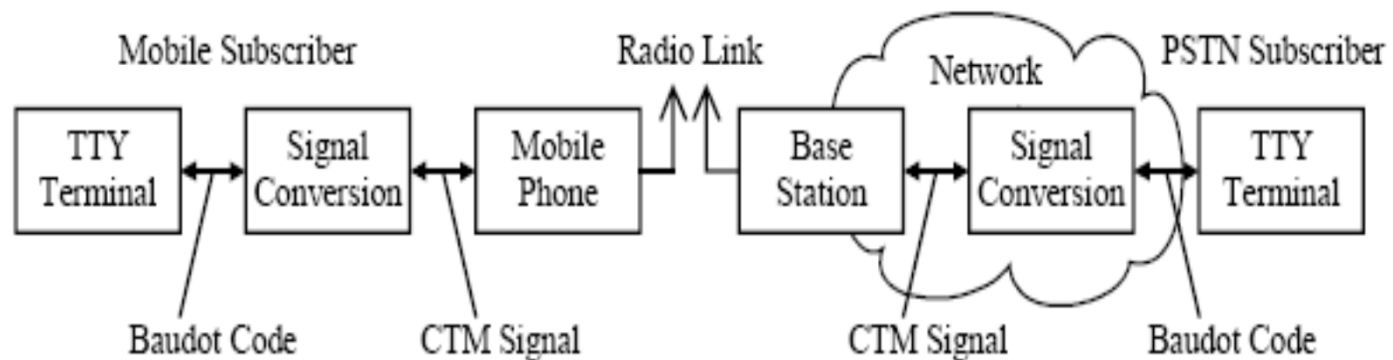 Mobile Subscriber
Radio Link
Network
PSTN Subscriber
TTY
Terminal
Signal
Conversion
Mobile
Phone
Base
Station
Signal
Conversion
TTY
Terminal
Baudot Code
CTM Signal
CTM Signal
Baudot Code